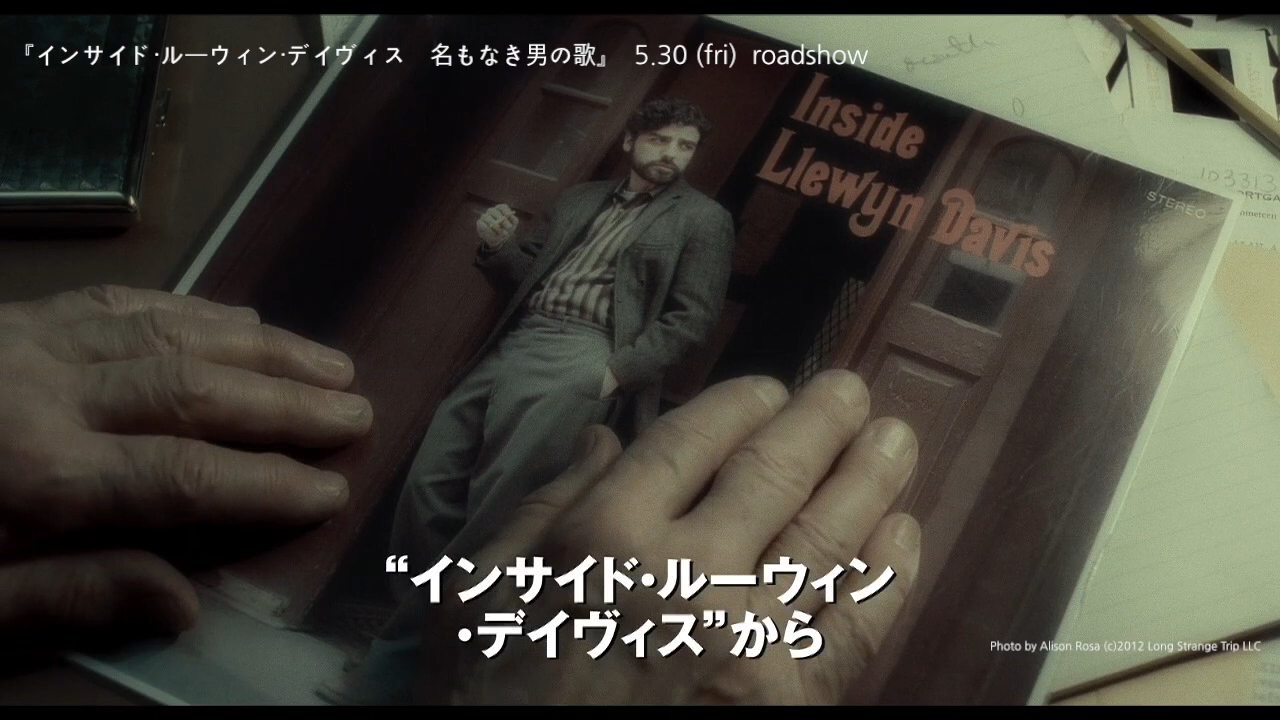 『インサイド・ルーウィン・デイヴィス　名もなき男の歌』 5.30 (fri) roadshow
Inside
Llewyn Davis
STEREO
103313
nineteen
“インサイド・ルーウィン
・デイヴィス”から
Photo by Alison Rosa (c)2012 Long Strange Trip LLC